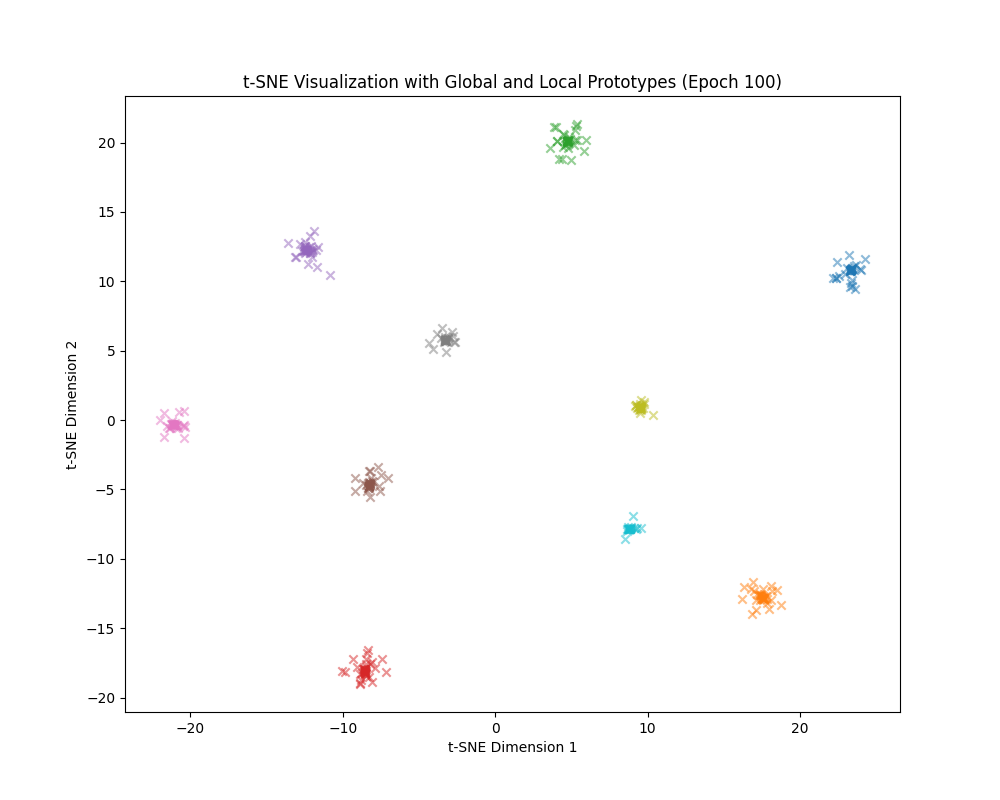 t-SNE Visualization with Global and Local Prototypes (Epoch 100)
20
15
10
5
0
−5
−10
−15
−20
t-SNE Dimension 2
−20 −10 0 10 20
t-SNE Dimension 1